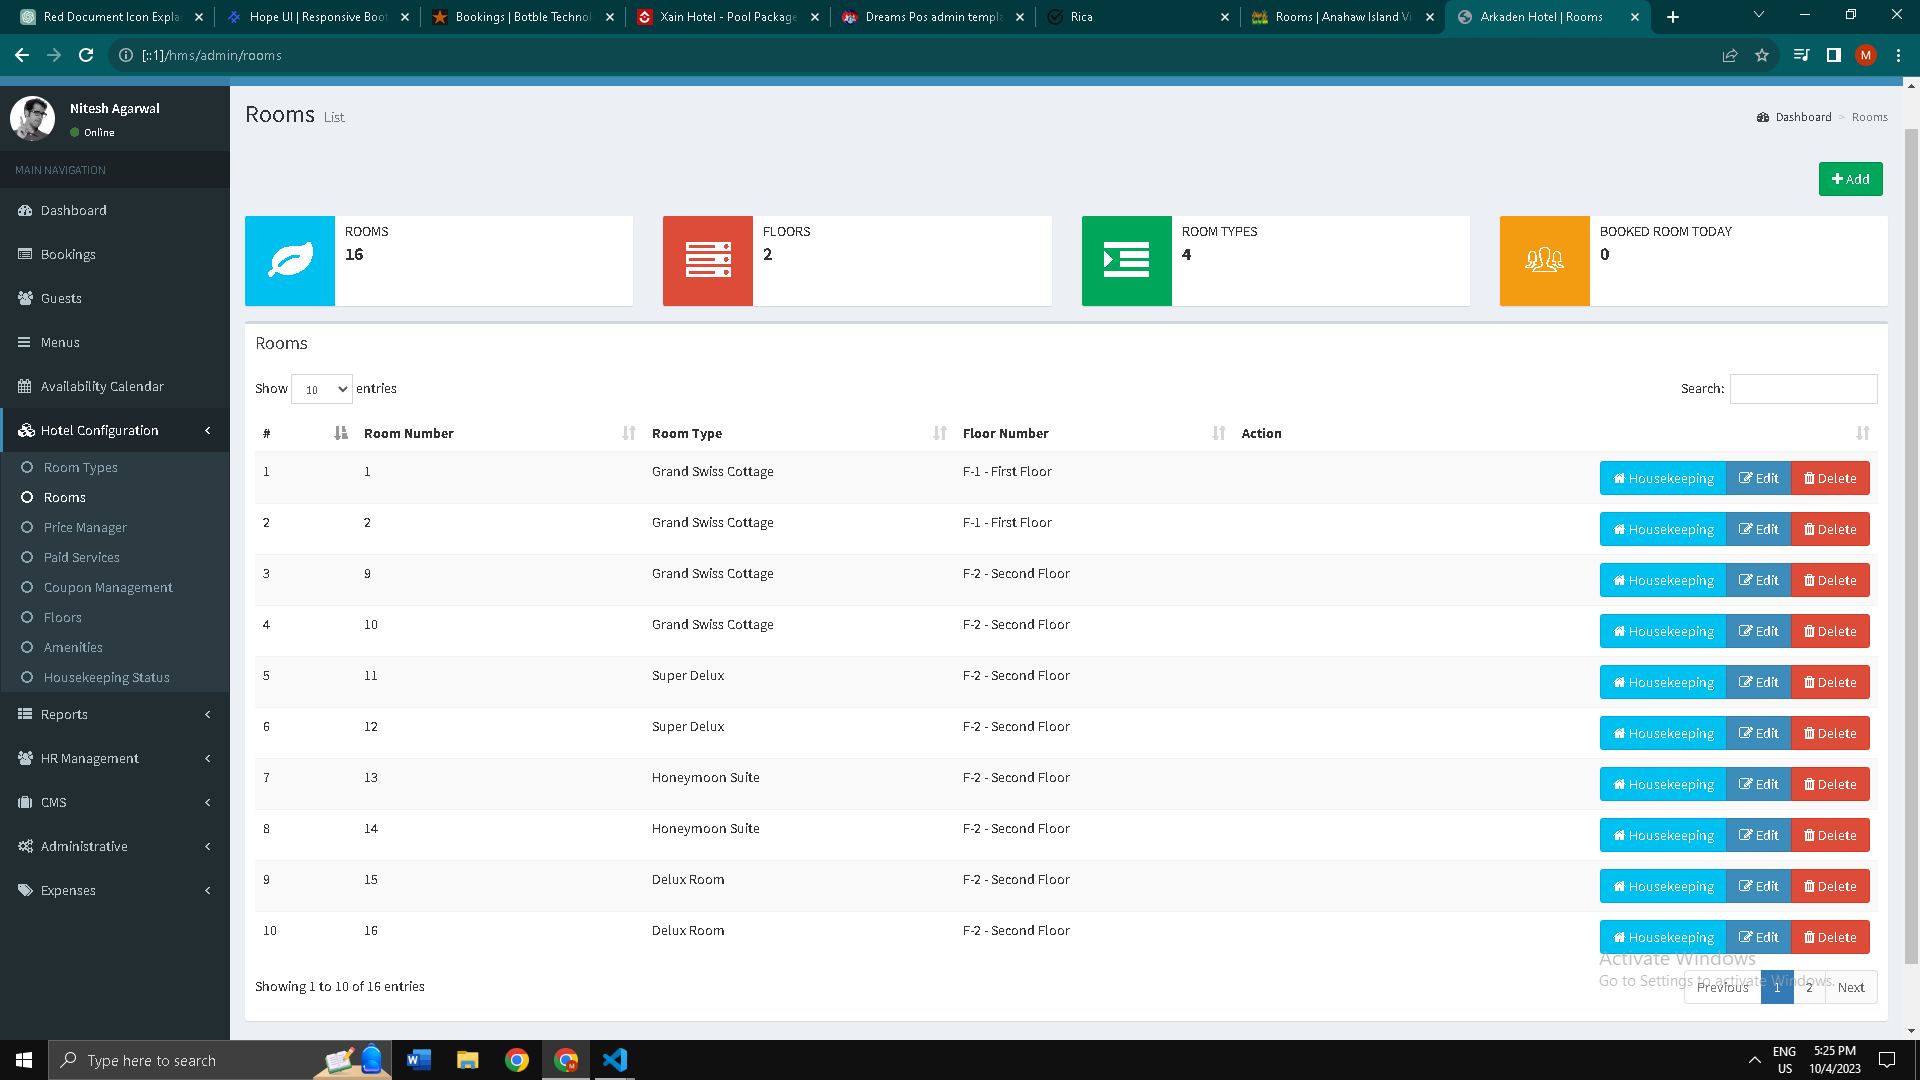 Red Document Icon Expla
Hope UI | Responsive Boot
Bookings | Botble Technol
Xain Hotel - Pool Package
Dreams Pos admin templa
Rica
Rooms | Anahaw Island Vi
Arkaden Hotel | Rooms
[::1]/hms/admin/rooms
M
Nitesh Agarwal
Online
MAIN NAVIGATION
Dashboard
Bookings
Guests
Menus
Availability Calendar
Hotel Configuration
Room Types
Rooms
Price Manager
Paid Services
Coupon Management
Floors
Amenities
Housekeeping Status
Reports
HR Management
CMS
Administrative
Expenses
Rooms List
Dashboard > Rooms
Add
ROOMS
16
FLOORS
2
ROOM TYPES
4
BOOKED ROOM TODAY
0
Rooms
Show 10 entries
Search:
# Room Number Room Type Floor Number Action
1 1 Grand Swiss Cottage F-1 - First Floor Housekeeping Edit Delete
2 2 Grand Swiss Cottage F-1 - First Floor Housekeeping Edit Delete
3 9 Grand Swiss Cottage F-2 - Second Floor Housekeeping Edit Delete
4 10 Grand Swiss Cottage F-2 - Second Floor Housekeeping Edit Delete
5 11 Super Delux F-2 - Second Floor Housekeeping Edit Delete
6 12 Super Delux F-2 - Second Floor Housekeeping Edit Delete
7 13 Honeymoon Suite F-2 - Second Floor Housekeeping Edit Delete
8 14 Honeymoon Suite F-2 - Second Floor Housekeeping Edit Delete
9 15 Delux Room F-2 - Second Floor Housekeeping Edit Delete
10 16 Delux Room F-2 - Second Floor Housekeeping Edit Delete
Activate Windows
Go to Settings to activate Windows.
Showing 1 to 10 of 16 entries
Previous 1 2 Next
Type here to search
ENG
US
5:25 PM
10/4/2023